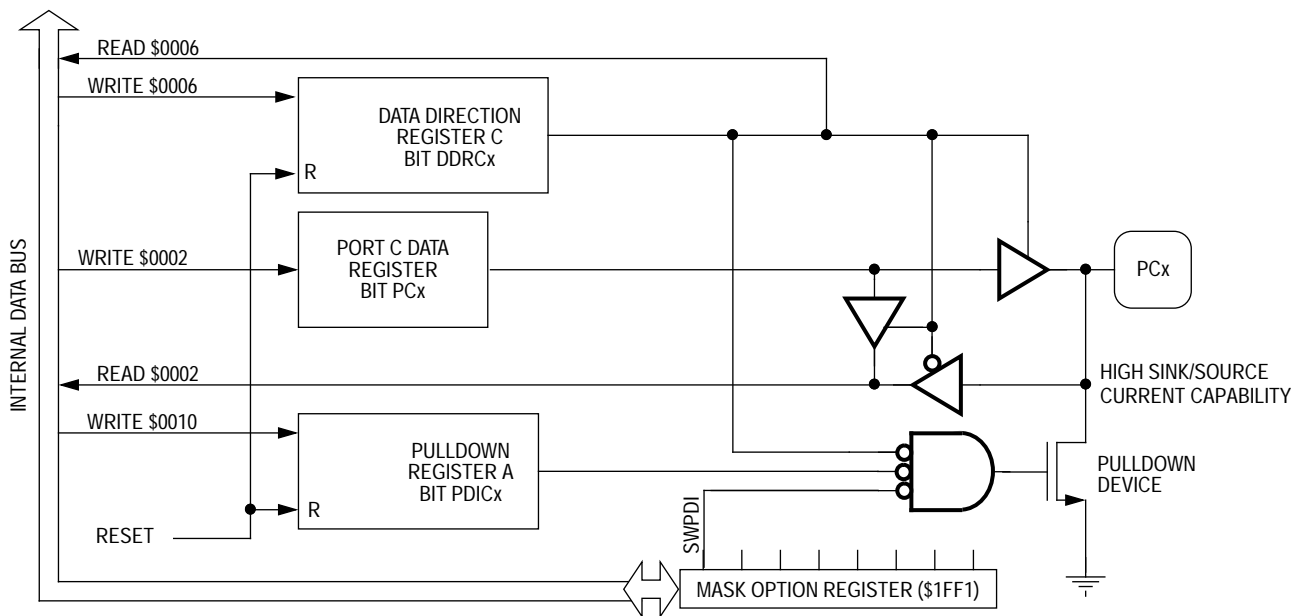 READ $0006
WRITE $0006
DATA DIRECTION
REGISTER C
BIT DDRCx
R
INTERNAL DATA BUS
WRITE $0002
PORT C DATA
REGISTER
BIT PCx
PCx
READ $0002
HIGH SINK/SOURCE
CURRENT CAPABILITY
WRITE $0010
PULLDOWN
REGISTER A
BIT PDICx
R
PULLDOWN
DEVICE
RESET
SWPDI
MASK OPTION REGISTER ($1FF1)